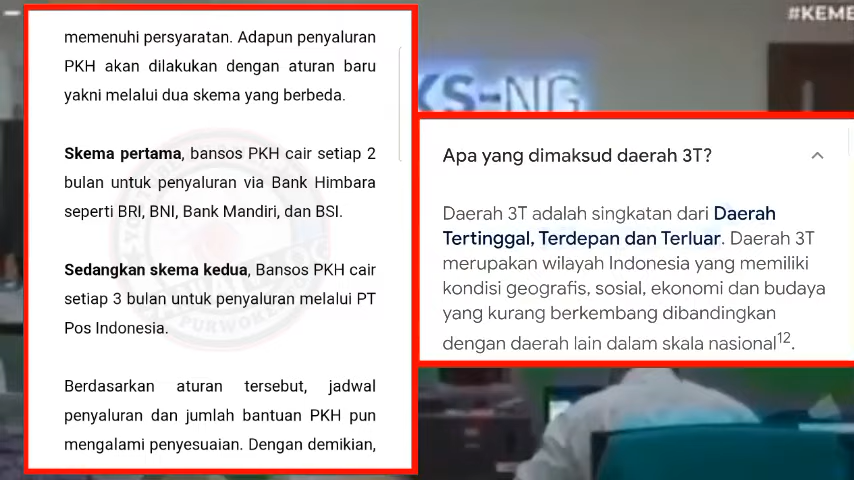 memenuhi persyaratan. Adapun penyaluran
PKH akan dilakukan dengan aturan baru
yakni melalui dua skema yang berbeda.
Skema pertama, bansos PKH cair setiap 2
bulan untuk penyaluran via Bank Himbara
seperti BRI, BNI, Bank Mandiri, dan BSI.
Sedangkan skema kedua, Bansos PKH cair
setiap 3 bulan untuk penyaluran melalui PT
Pos Indonesia.
Berdasarkan aturan tersebut, jadwal
penyaluran dan jumlah bantuan PKH pun
mengalami penyesuaian. Dengan demikian,
#KEME
KS-NG
Apa yang dimaksud daerah 3T?
Daerah 3T adalah singkatan dari Daerah
Tertinggal, Terdepan dan Terluar. Daerah 3T
merupakan wilayah Indonesia yang memiliki
kondisi geografis, sosial, ekonomi dan budaya
yang kurang berkembang dibandingkan
dengan daerah lain dalam skala nasional12.